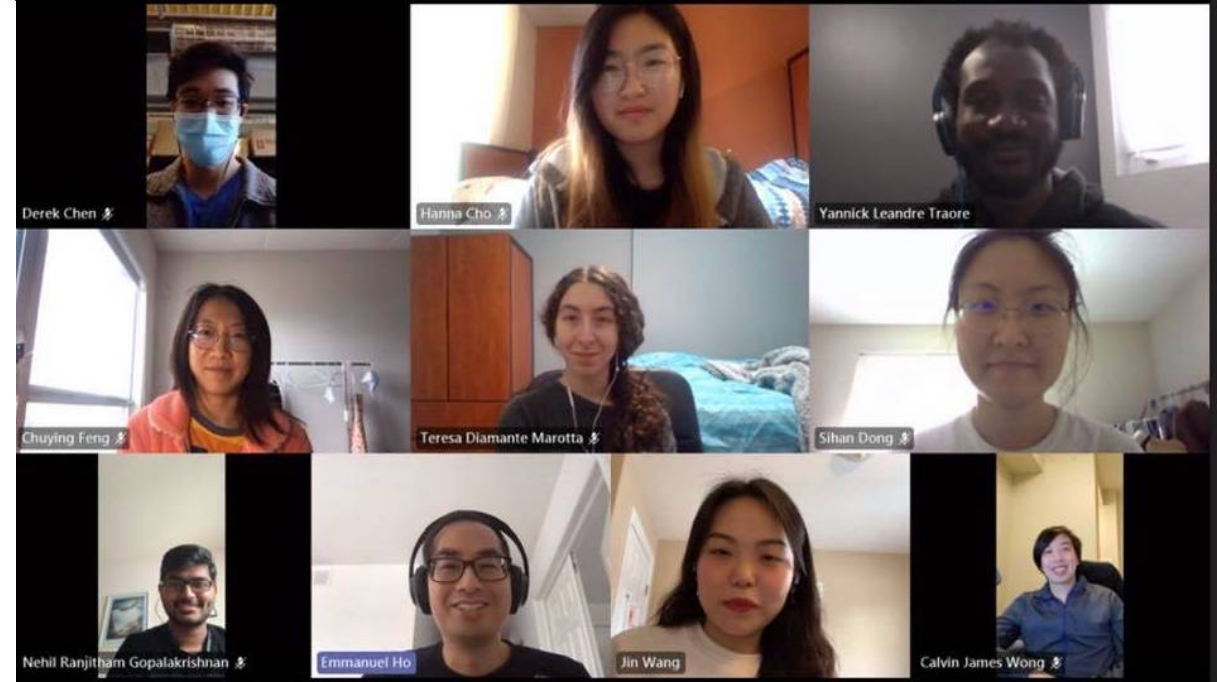 Derek Chen
Hanna Cho
Yannick Leandre Traore
Chuying Feng
Teresa Diamante Marotta
Sihan Dong
Nehil Ranjitham Gopalakrishnan
Emmanuel Ho
Jin Wang
Calvin James Wong